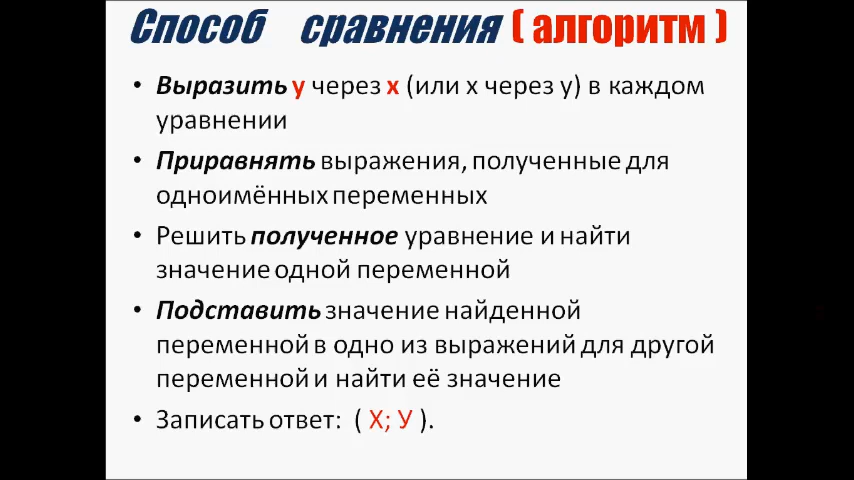 Способ сравнения ( алгоритм )
• Выразить у через х (или х через у) в каждом
уравнении
• Приравнять выражения, полученные для
одноимённых переменных
• Решить полученное уравнение и найти
значение одной переменной
• Подставить значение найденной
переменной в одно из выражений для другой
переменной и найти её значение
• Записать ответ: ( Х; У ).